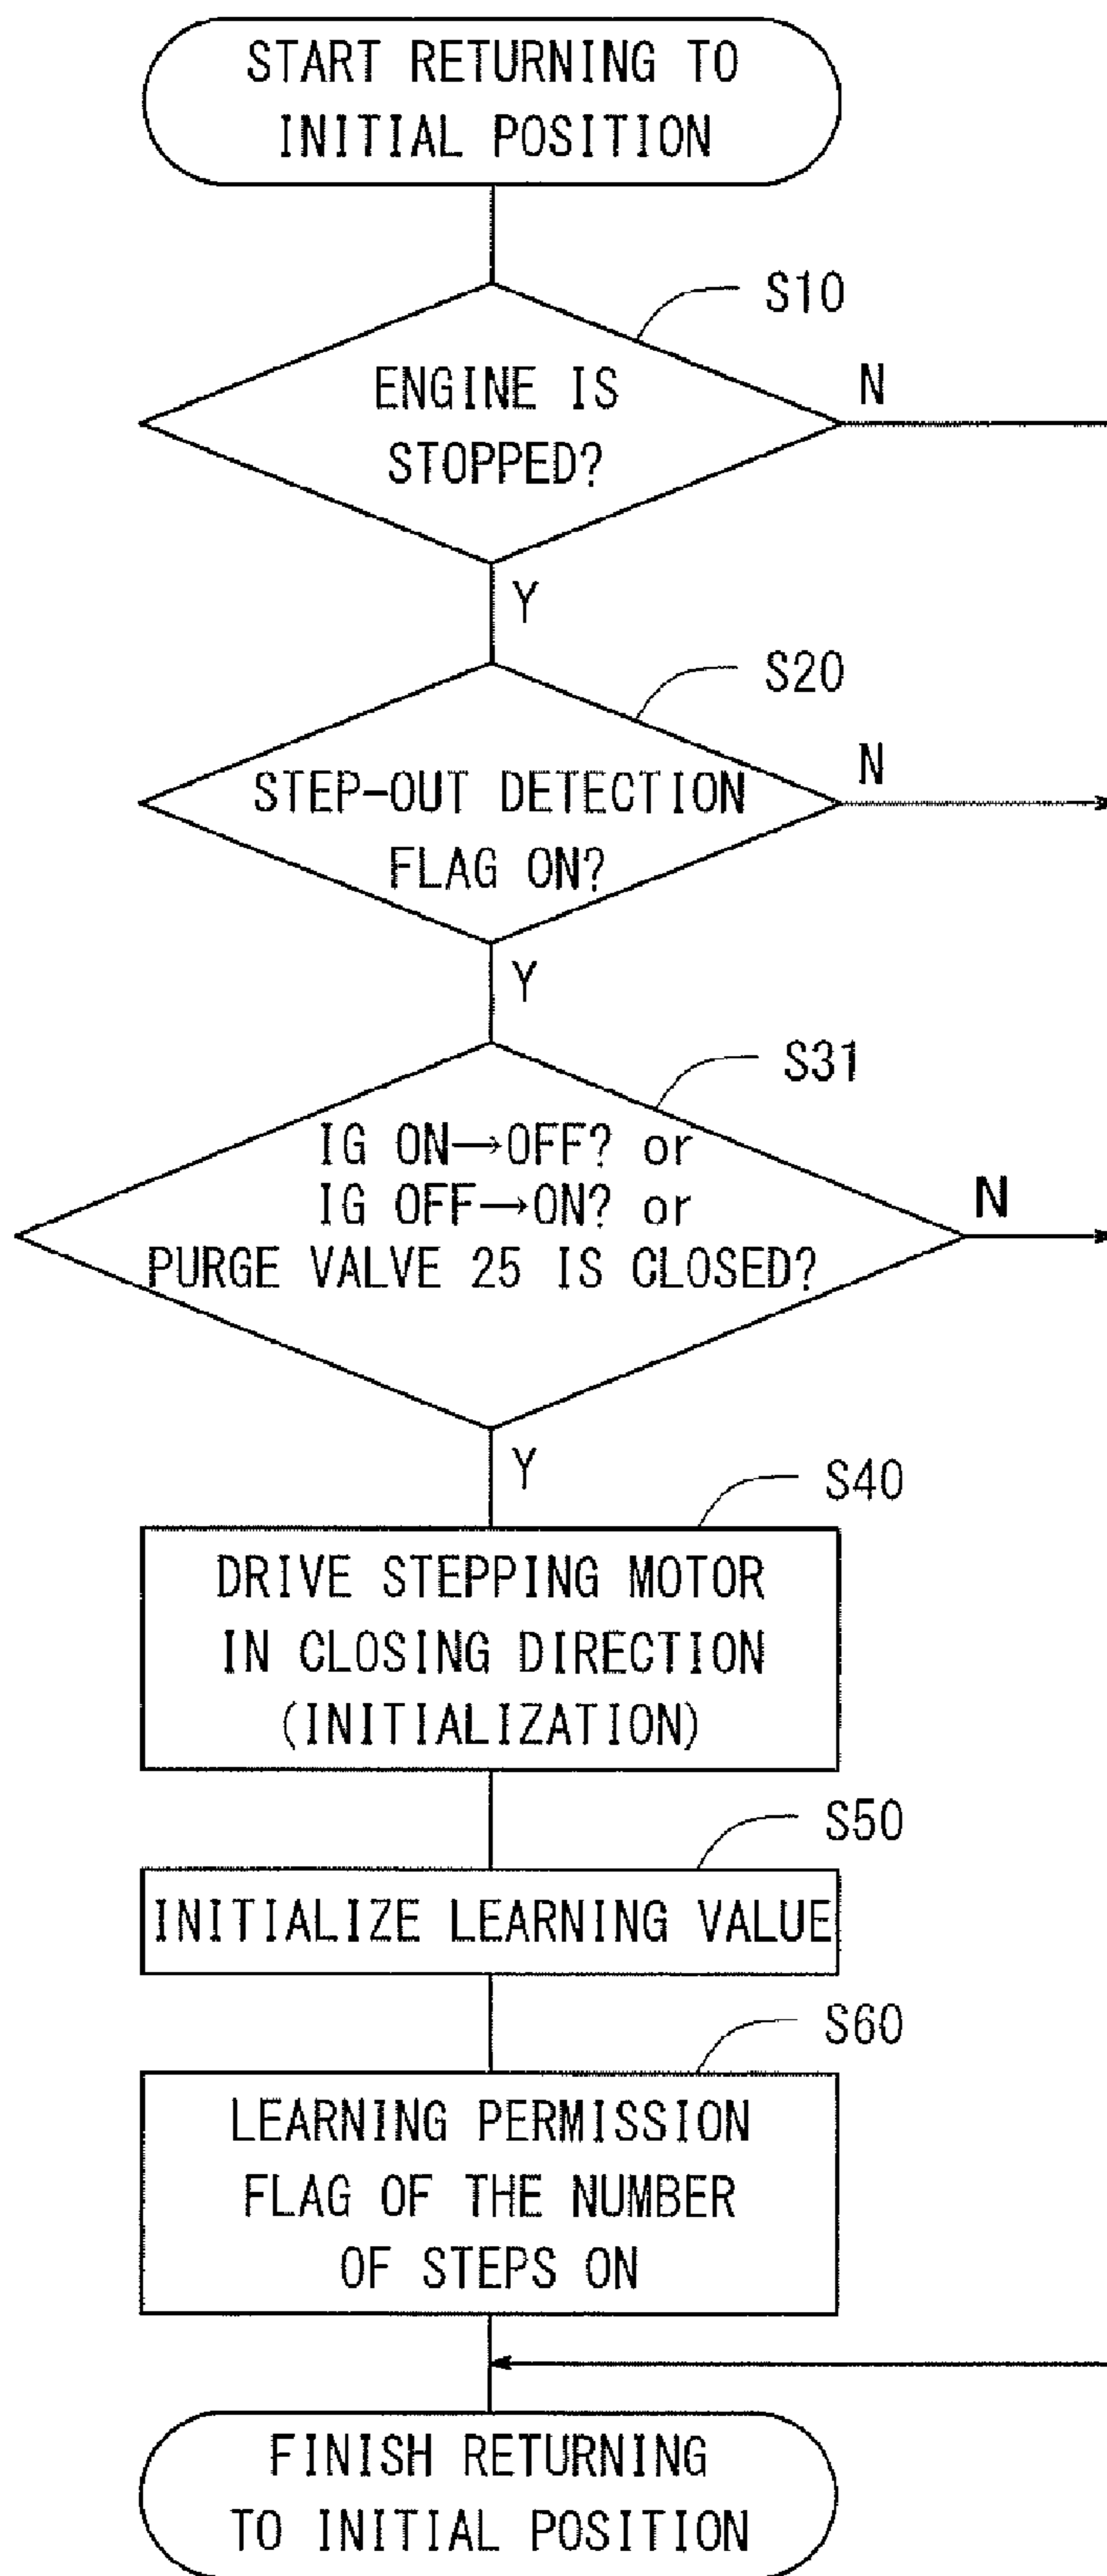 START RETURNING TO
INITIAL POSITION
S10
ENGINE IS
STOPPED?
N
Y
S20
STEP-OUT DETECTION
FLAG ON?
N
Y
S31
IG ON→OFF? or
IG OFF→ON? or
PURGE VALVE 25 IS CLOSED?
N
Y
S40
DRIVE STEPPING MOTOR
IN CLOSING DIRECTION
(INITIALIZATION)
S50
INITIALIZE LEARNING VALUE
S60
LEARNING PERMISSION
FLAG OF THE NUMBER
OF STEPS ON
FINISH RETURNING
TO INITIAL POSITION